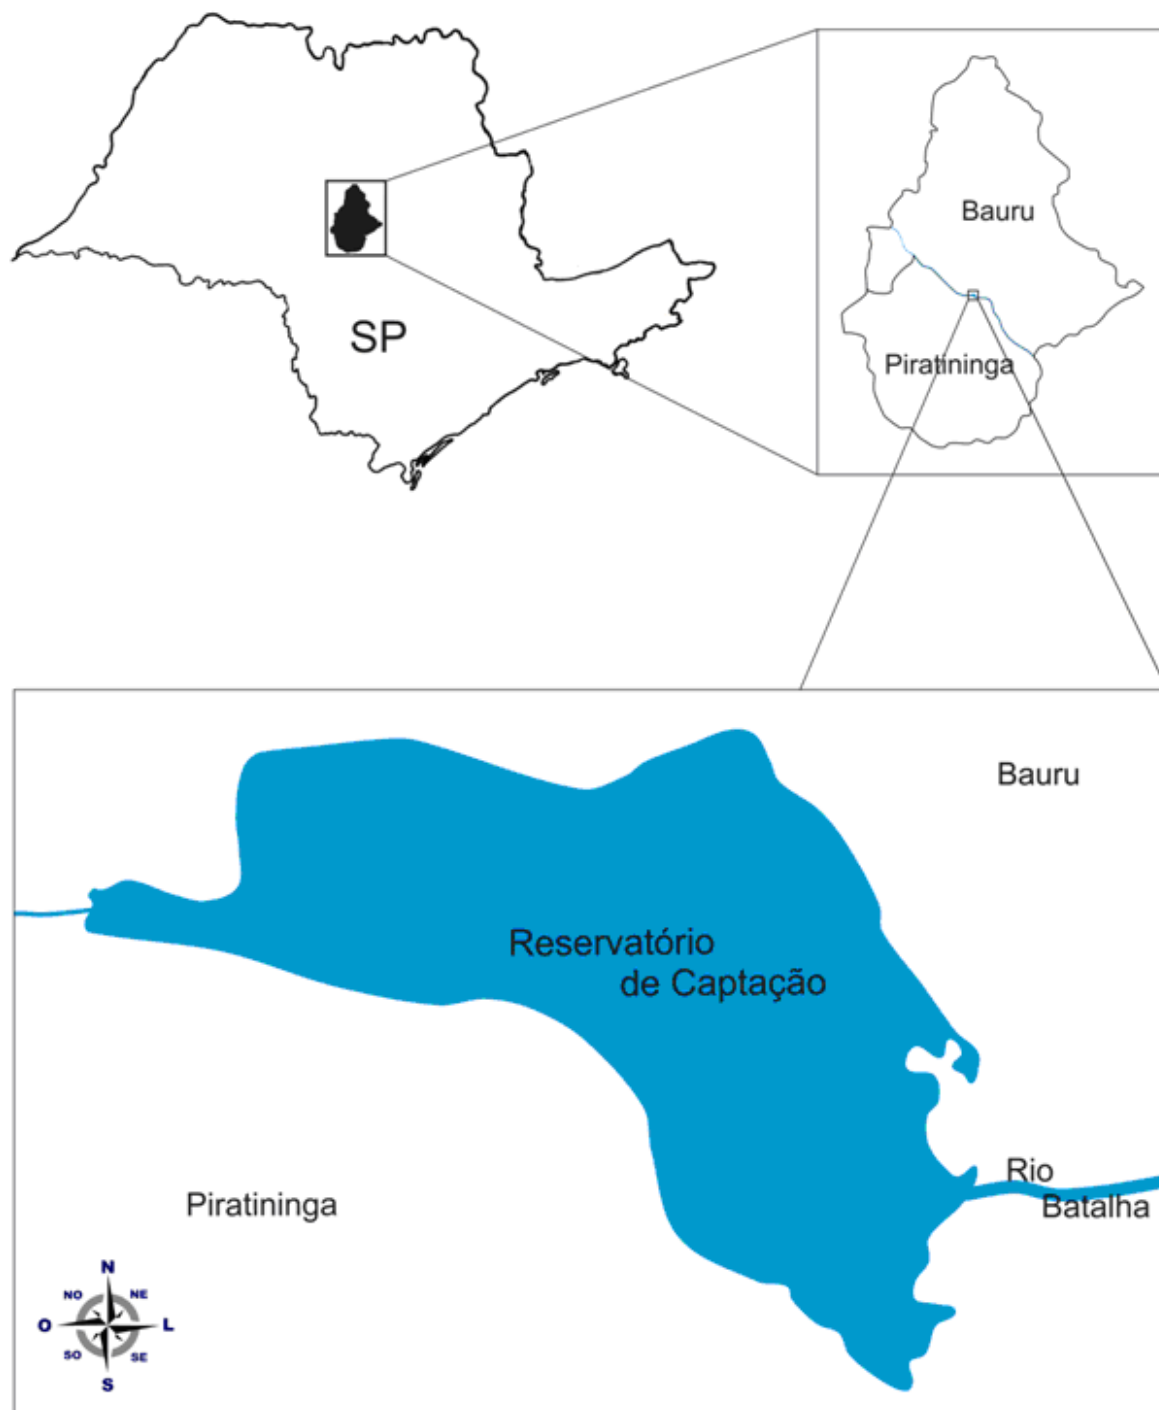 SP
Bauru
Piratininga
Bauru
Reservatório
de Captação
Rio
Batalha
Piratininga
N
NO
NE
O
L
SO
SE
S